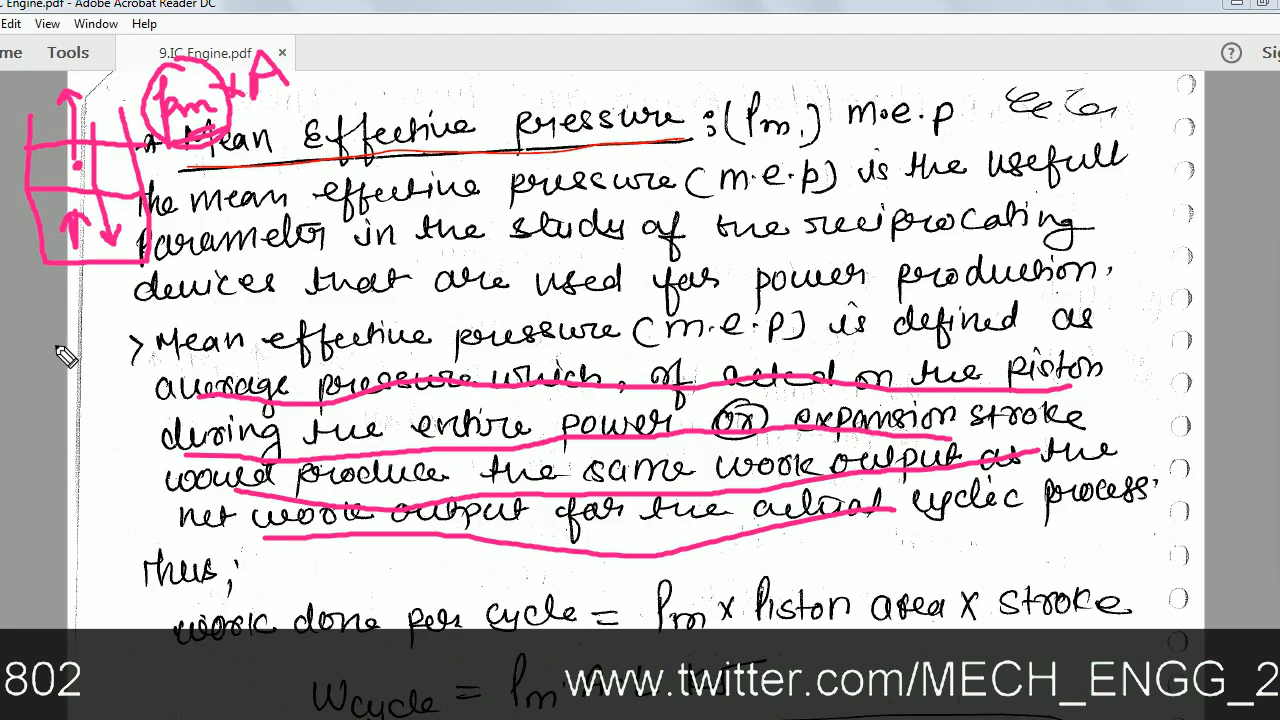 C Engine.pdf - Adobe Acrobat Reader DC
Edit View Window Help
me Tools 9.IC Engine.pdf × ? Sig
Pm × A
Mean Effective pressure :(Pm) m.e.p
the mean effective pressure (m.e.p) is the usefull
parameter in the study of the reciprocating
devices that are used for power production.
> Mean effective pressure (m.e.p) is defined as
average pressure which, if acted on the piston
during the entire power or expansion stroke
would produce the same work output as the
net work output for the actual cyclic process.
Thus;
work done per cycle = Pm × Piston area × stroke
Wcycle = Pm
802 www.twitter.com/MECH_ENGG_2